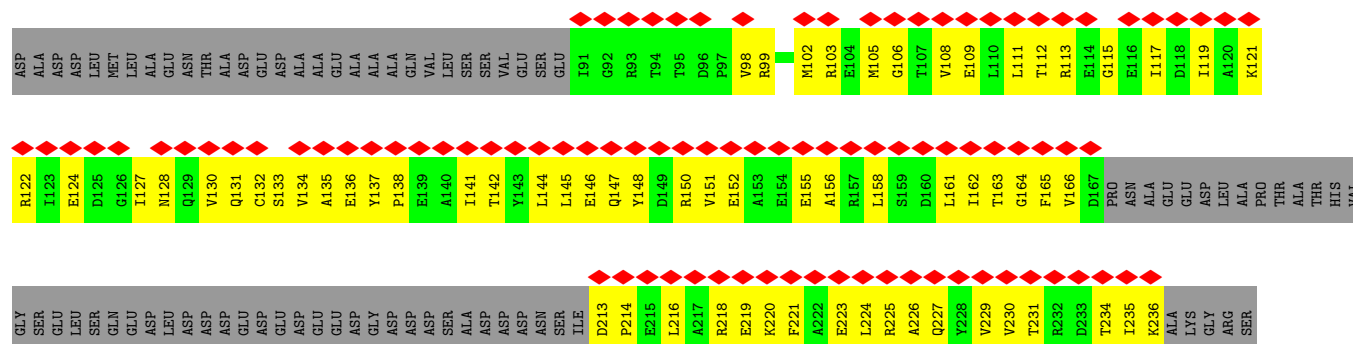 ASP ALA ASP ASP LEU MET LEU ALA GLU ASN THR ALA ASP GLU ASP ALA ALA GLU ALA ALA ALA GLN VAL LEU SER SER VAL GLU SER GLU I91 G92 R93 T94 T95 D96 P97 V98 R99 M102 R103 E104 M105 G106 T107 V108 E109 L110 L111 T112 R113 E114 G115 E116 I117 D118 I119 A120 K121
R122 I123 E124 D125 G126 I127 N128 Q129 V130 Q131 C132 S133 V134 A135 E136 Y137 P138 E139 A140 I141 T142 Y143 L144 L145 E146 Q147 Y148 D149 R150 V151 E152 A153 E154 E155 A156 R157 L158 S159 D160 L161 I162 T163 G164 F165 V166 D167 PRO ASN ALA GLU GLU ASP LEU ALA PRO THR ALA THR HIS VAL
GLY SER GLU LEU SER GLN GLU ASP LEU ASP ASP ASP GLU ASP GLU ASP GLY ASP ASP ASP SER ALA ASP ASP ASP ASN SER ILE D213 P214 E215 L216 A217 R218 E219 K220 F221 A222 E223 L224 R225 A226 Q227 Y228 V229 V230 T231 R232 D233 T234 I235 K236 ALA LYS GLY ARG SER